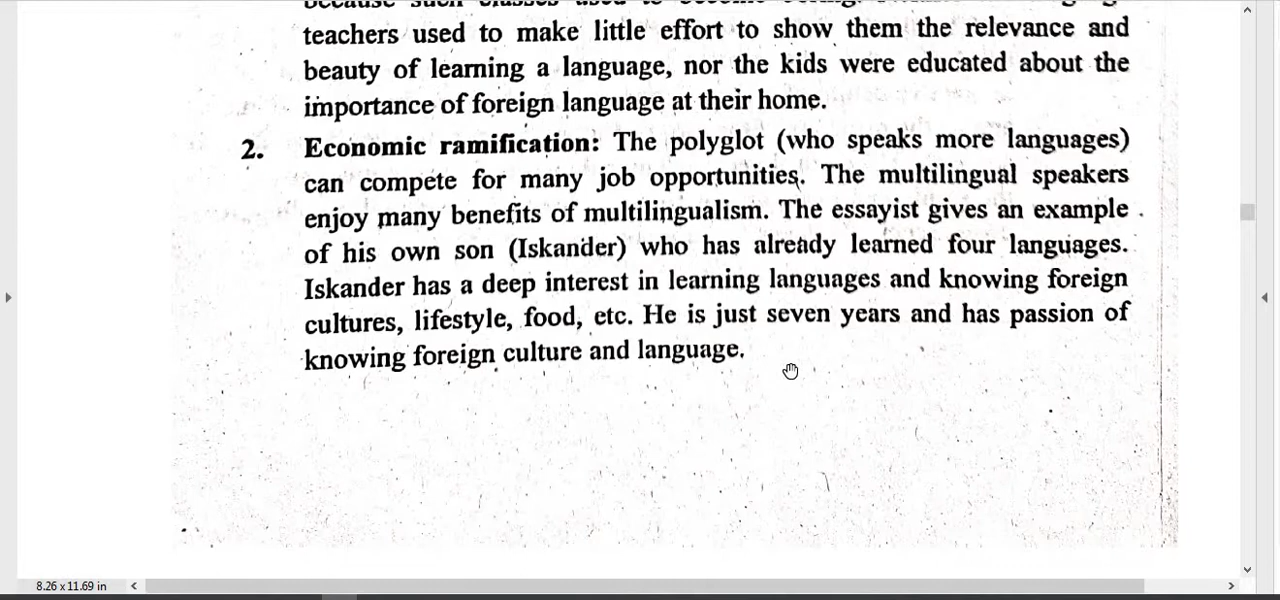 teachers used to make little effort to show them the relevance and
beauty of learning a language, nor the kids were educated about the
importance of foreign language at their home.
2. Economic ramification: The polyglot (who speaks more languages)
can compete for many job opportunities. The multilingual speakers
enjoy many benefits of multilingualism. The essayist gives an example
of his own son (Iskander) who has already learned four languages.
Iskander has a deep interest in learning languages and knowing foreign
cultures, lifestyle, food, etc. He is just seven years and has passion of
knowing foreign culture and language.
8.26 x 11.69 in